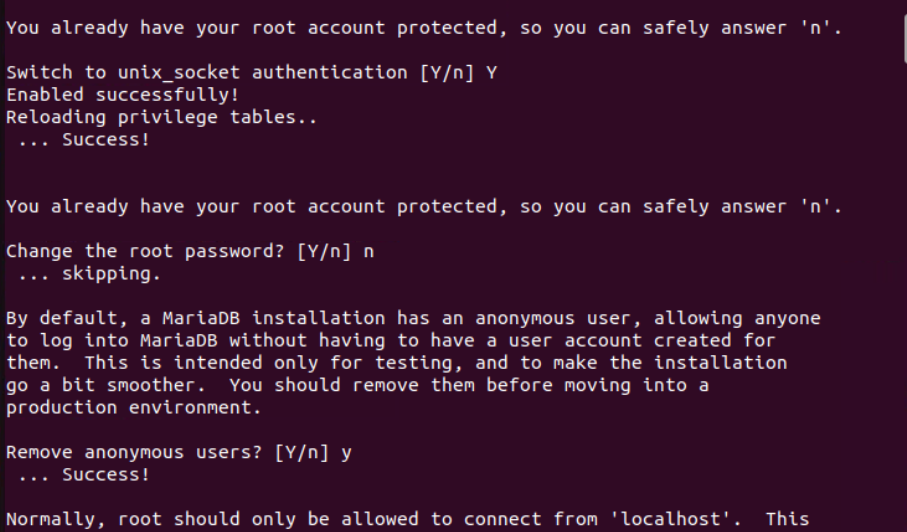 You already have your root account protected, so you can safely answer 'n'.
Switch to unix_socket authentication [Y/n] Y
Enabled successfully!
Reloading privilege tables..
 ... Success!
You already have your root account protected, so you can safely answer 'n'.
Change the root password? [Y/n] n
 ... skipping.
By default, a MariaDB installation has an anonymous user, allowing anyone
to log into MariaDB without having to have a user account created for
them.  This is intended only for testing, and to make the installation
go a bit smoother.  You should remove them before moving into a
production environment.
Remove anonymous users? [Y/n] y
 ... Success!
Normally, root should only be allowed to connect from 'localhost'.  This